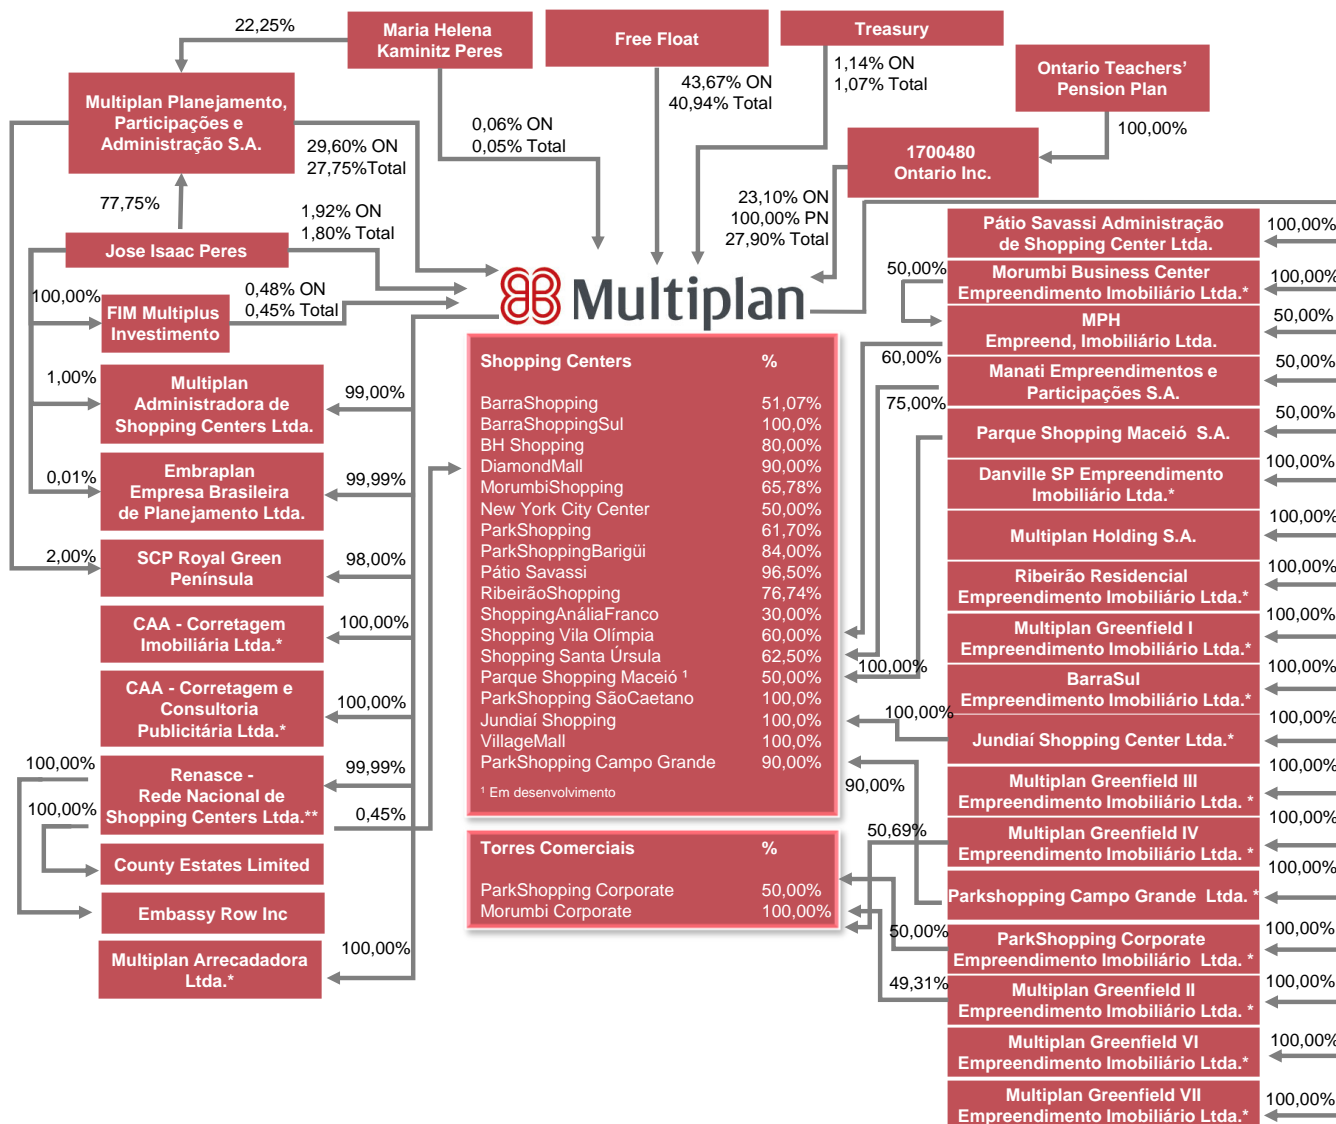 22,25%
Maria Helena
Kaminitz Peres
Free Float
Treasury
Ontario Teachers'
Pension Plan
Multiplan Planejamento,
Participações e
Administração S.A.
29,60% ON
27,75%Total
0,06% ON
0,05% Total
43,67% ON
40,94% Total
1,14% ON
1,07% Total
100,00%
1700480
Ontario Inc.
77,75%
1,92% ON
1,80% Total
23,10% ON
100,00% PN
27,90% Total
Jose Isaac Peres
100,00%
FIM Multiplus
Investimento
0,48% ON
0,45% Total
Multiplan
1,00%
Multiplan
Administradora de
Shopping Centers Ltda.
99,00%
0,01%
Embraplan
Empresa Brasileira
de Planejamento Ltda.
99,99%
2,00%
SCP Royal Green
Península
98,00%
CAA - Corretagem
Imobiliária Ltda.*
100,00%
CAA - Corretagem e
Consultoria
Publicitária Ltda.*
100,00%
100,00%
100,00%
Renasce -
Rede Nacional de
Shopping Centers Ltda.**
99,99%
0,45%
County Estates Limited
Embassy Row Inc
Multiplan Arrecadadora
Ltda.*
100,00%
Shopping Centers %
BarraShopping 51,07%
BarraShoppingSul 100,0%
BH Shopping 80,00%
DiamondMall 90,00%
MorumbiShopping 65,78%
New York City Center 50,00%
ParkShopping 61,70%
ParkShoppingBarigüi 84,00%
Pátio Savassi 96,50%
RibeirãoShopping 76,74%
ShoppingAnáliaFranco 30,00%
Shopping Vila Olímpia 60,00%
Shopping Santa Úrsula 62,50%
Parque Shopping Maceió ¹ 50,00%
ParkShopping SãoCaetano 100,0%
Jundiaí Shopping 100,0%
VillageMall 100,0%
ParkShopping Campo Grande 90,00%
¹ Em desenvolvimento
Torres Comerciais %
ParkShopping Corporate 50,00%
Morumbi Corporate 100,00%
Pátio Savassi Administração
de Shopping Center Ltda.
100,00%
50,00%
Morumbi Business Center
Empreendimento Imobiliário Ltda.*
100,00%
MPH
Empreend, Imobiliário Ltda.
50,00%
60,00%
Manati Empreendimentos e
Participações S.A.
50,00%
75,00%
Parque Shopping Maceió S.A.
50,00%
100,00%
Danville SP Empreendimento
Imobiliário Ltda.*
100,00%
Multiplan Holding S.A.
100,00%
Ribeirão Residencial
Empreendimento Imobiliário Ltda.*
100,00%
Multiplan Greenfield I
Empreendimento Imobiliário Ltda.*
100,00%
BarraSul
Empreendimento Imobiliário Ltda.*
100,00%
100,00%
Jundiaí Shopping Center Ltda.*
100,00%
Multiplan Greenfield III
Empreendimento Imobiliário Ltda. *
100,00%
90,00%
50,69%
Multiplan Greenfield IV
Empreendimento Imobiliário Ltda. *
100,00%
Parkshopping Campo Grande Ltda. *
100,00%
50,00%
ParkShopping Corporate
Empreendimento Imobiliário Ltda. *
100,00%
49,31%
Multiplan Greenfield II
Empreendimento Imobiliário Ltda. *
100,00%
Multiplan Greenfield VI
Empreendimento Imobiliário Ltda.*
100,00%
Multiplan Greenfield VII
Empreendimento Imobiliário Ltda.*
100,00%